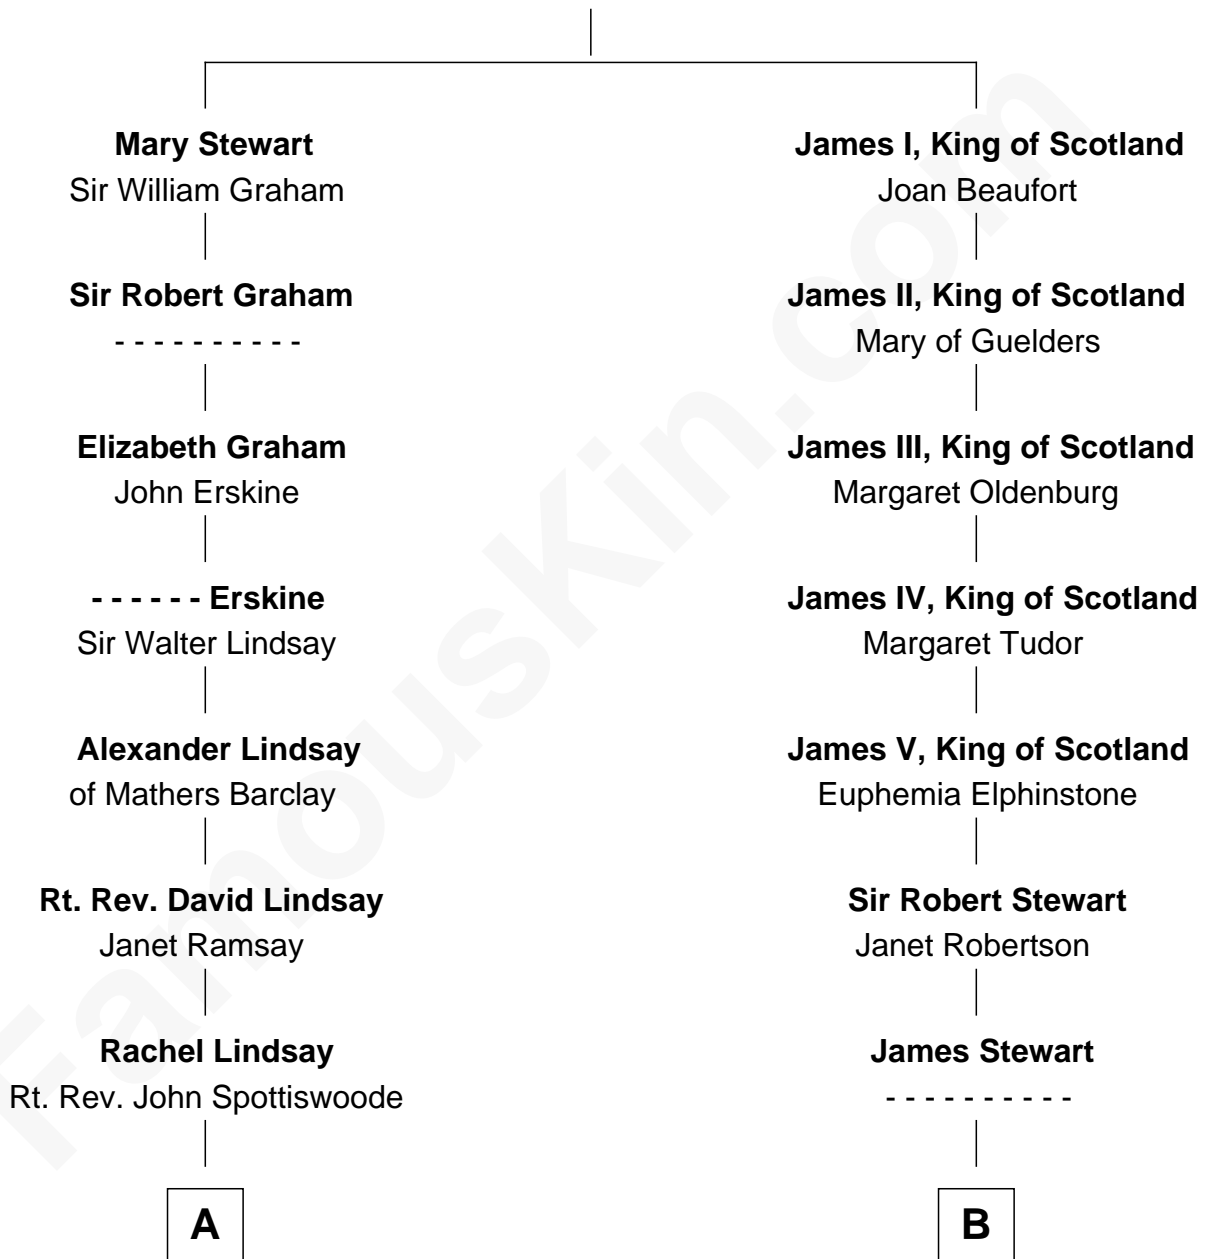 Mary Stewart
Sir William Graham
Sir Robert Graham
- - - - - - - - - -
Elizabeth Graham
John Erskine
- - - - - - Erskine
Sir Walter Lindsay
Alexander Lindsay
of Mathers Barclay
Rt. Rev. David Lindsay
Janet Ramsay
Rachel Lindsay
Rt. Rev. John Spottiswoode
A
James I, King of Scotland
Joan Beaufort
James II, King of Scotland
Mary of Guelders
James III, King of Scotland
Margaret Oldenburg
James IV, King of Scotland
Margaret Tudor
James V, King of Scotland
Euphemia Elphinstone
Sir Robert Stewart
Janet Robertson
James Stewart
- - - - - - - - - -
B
FamousKin.com